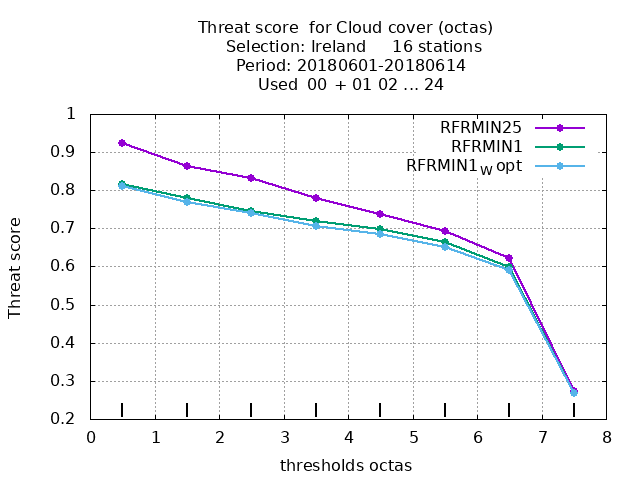 Threat score  for Cloud cover (octas)
Selection: Ireland     16 stations
Period: 20180601-20180614
Used  00  + 01 02 ... 24
RFRMIN25
RFRMIN1
RFRMIN1W opt
1
0.9
0.8
0.7
0.6
0.5
0.4
0.3
0.2
Threat score
0 1 2 3 4 5 6 7 8
thresholds octas